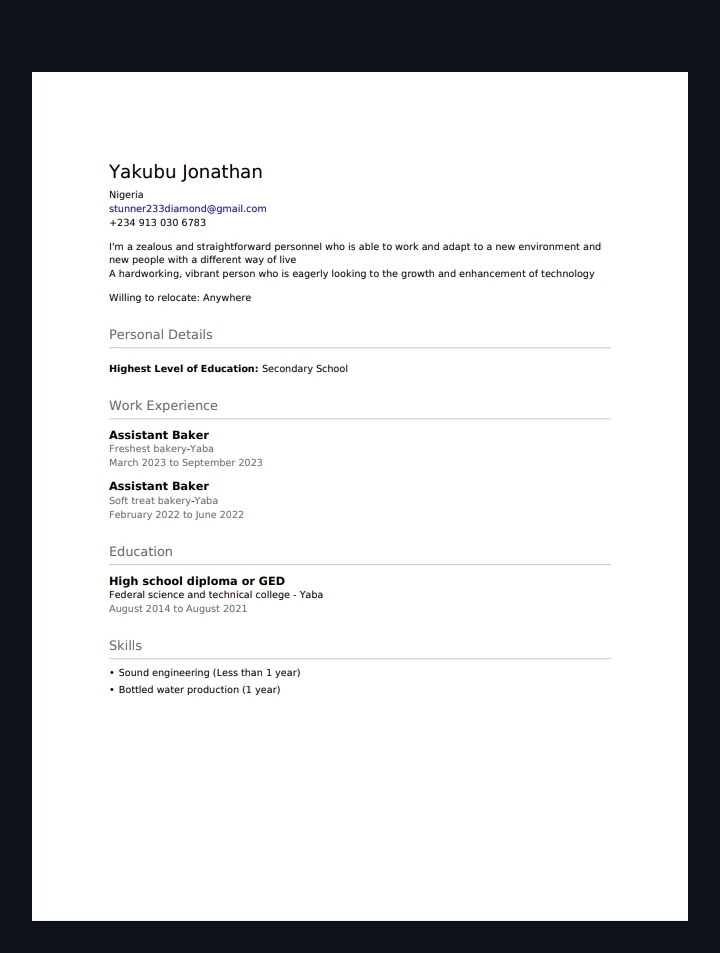 Yakubu Jonathan
Nigeria
stunner233diamond@gmail.com
+234 913 030 6783
I'm a zealous and straightforward personnel who is able to work and adapt to a new environment and
new people with a different way of live
A hardworking, vibrant person who is eagerly looking to the growth and enhancement of technology
Willing to relocate: Anywhere
Personal Details
Highest Level of Education: Secondary School
Work Experience
Assistant Baker
Freshest bakery-Yaba
March 2023 to September 2023
Assistant Baker
Soft treat bakery-Yaba
February 2022 to June 2022
Education
High school diploma or GED
Federal science and technical college - Yaba
August 2014 to August 2021
Skills
• Sound engineering (Less than 1 year)
• Bottled water production (1 year)